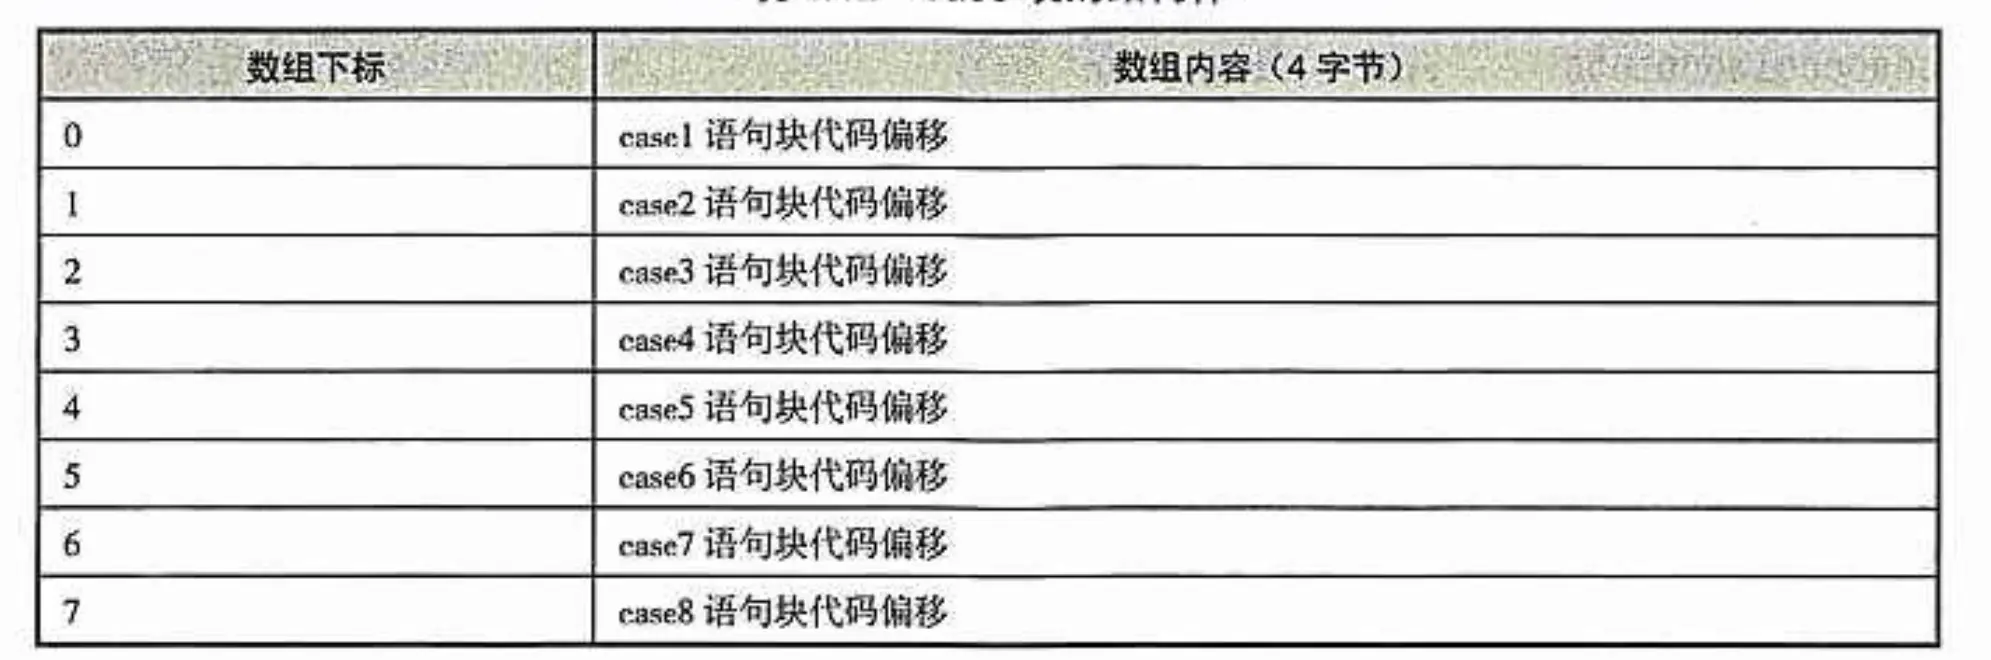 数组下标 数组内容（4 字节）
0 case1 语句块代码偏移
1 case2 语句块代码偏移
2 case3 语句块代码偏移
3 case4 语句块代码偏移
4 case5 语句块代码偏移
5 case6 语句块代码偏移
6 case7 语句块代码偏移
7 case8 语句块代码偏移